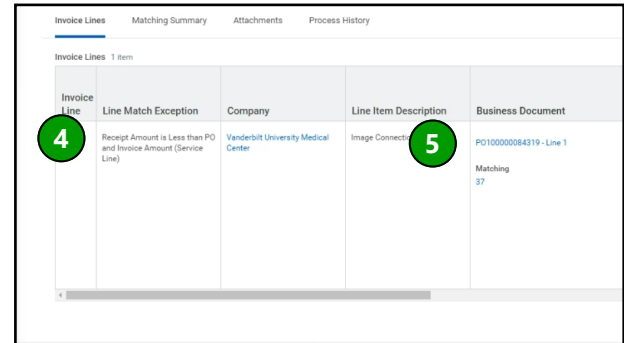 Invoice Lines Matching Summary Attachments Process History
Invoice Lines 1 item
Invoice
Line Line Match Exception Company Line Item Description Business Document
4
Receipt Amount is Less than PO
and Invoice Amount (Service
Line)
Vanderbilt University Medical
Center
Image Connection
5
PO100000084319 - Line 1
Matching
37